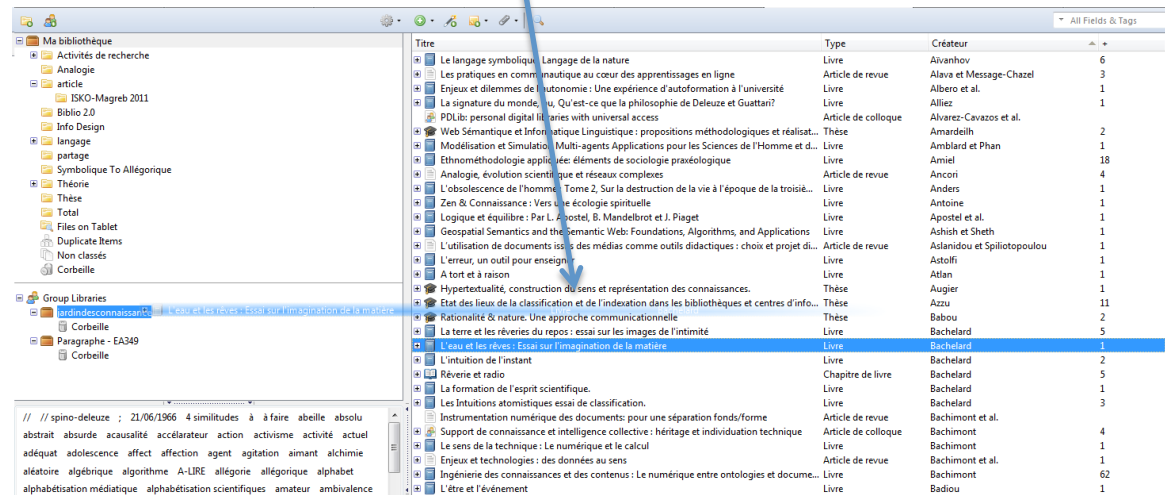 All Fields & Tags
Ma bibliothèque
Activités de recherche
Analogie
article
ISKO-Magreb 2011
Biblio 2.0
Info Design
langage
partage
Symbolique To Allégorique
Théorie
Thèse
Total
Files on Tablet
Duplicate Items
Non classés
Corbeille
Group Libraries
jardindesconnaissance L'eau et les rêves : Essai sur l'imagination de la matière Livre
Corbeille
Paragraphe - EA349
Corbeille
// // spino-deleuze ; 21/06/1966 4 similitudes à à faire abeille absolu
abstrait absurde acausalité accélarateur action activisme activité actuel
adéquat adolescence affect affection agent agitation aimant alchimie
aléatoire algébrique algorithme A-LIRE allégorie allégorique alphabet
alphabétisation médiatique alphabétisation scientifiques amateur ambivalence
Titre Type Créateur +
Le langage symbolique Langage de la nature Livre Aïvanhov 6
Les pratiques en communautique au cœur des apprentissages en ligne Article de revue Alava et Message-Chazel 3
Enjeux et dilemmes de l'autonomie : Une expérience d'autoformation à l'université Livre Albero et al. 1
La signature du monde, ou, Qu'est-ce que la philosophie de Deleuze et Guattari? Livre Alliez 1
PDLib: personal digital libraries with universal access Article de colloque Alvarez-Cavazos et al.
Web Sémantique et Informatique Linguistique : propositions méthodologiques et réalisat... Thèse Amardeilh 2
Modélisation et Simulation Multi-agents Applications pour les Sciences de l'Homme et d... Livre Amblard et Phan 1
Ethnométhodologie appliquée: éléments de sociologie praxéologique Livre Amiel 18
Analogie, évolution scientifique et réseaux complexes Article de revue Ancori 4
L'obsolescence de l'homme Tome 2, Sur la destruction de la vie à l'époque de la troisiè... Livre Anders 1
Zen & Connaissance : Vers une écologie spirituelle Livre Antoine 1
Logique et équilibre : Par L. Apostel, B. Mandelbrot et J. Piaget Livre Apostel et al. 1
Geospatial Semantics and the Semantic Web: Foundations, Algorithms, and Applications Livre Ashish et Sheth 1
L'utilisation de documents issus des médias comme outils didactiques : choix et projet di... Article de revue Aslanidou et Spiliotopoulou 1
L'erreur, un outil pour enseigner Livre Astolfi 1
A tort et à raison Livre Atlan 1
Hypertextualité, construction du sens et représentation des connaissances. Thèse Augier 1
Etat des lieux de la classification et de l'indexation dans les bibliothèques et centres d'info... Thèse Azzu 11
Rationalité & nature. Une approche communicationnelle Thèse Babou 2
La terre et les rêveries du repos : essai sur les images de l'intimité Livre Bachelard 5
L'eau et les rêves : Essai sur l'imagination de la matière Livre Bachelard 1
L'intuition de l'instant Livre Bachelard 2
Rêverie et radio Chapitre de livre Bachelard 5
La formation de l'esprit scientifique. Livre Bachelard 1
Les Intuitions atomistiques essai de classification. Livre Bachelard 3
Instrumentation numérique des documents: pour une séparation fonds/forme Article de revue Bachimont et al.
Support de connaissance et intelligence collective : héritage et individuation technique Article de colloque Bachimont 4
Le sens de la technique : Le numérique et le calcul Livre Bachimont 1
Enjeux et technologies : des données au sens Article de revue Bachimont et al. 1
Ingénierie des connaissances et des contenus : Le numérique entre ontologies et docume... Livre Bachimont 62
L'être et l'événement Livre Badiou 1